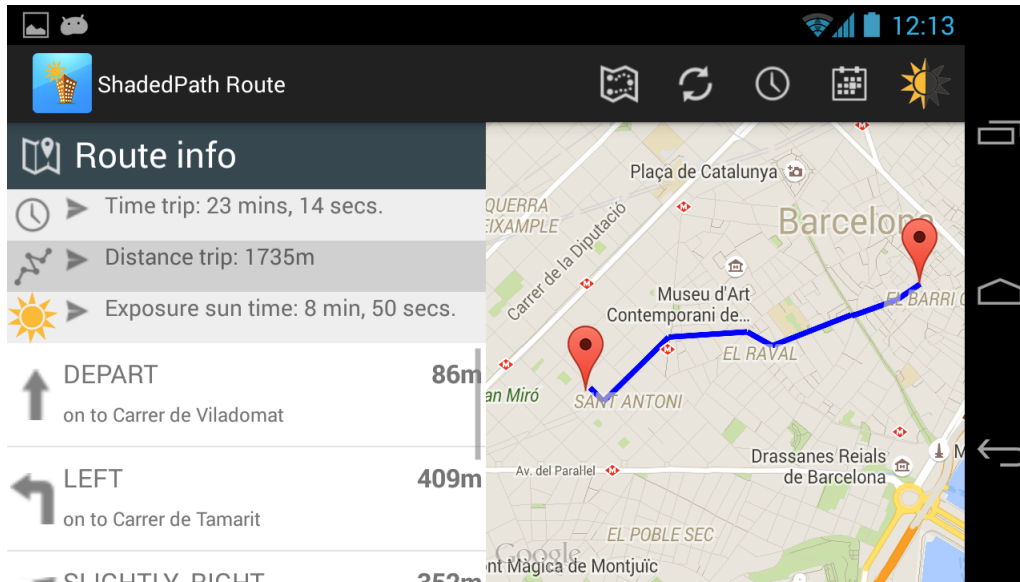 12:13
ShadedPath Route
Route info
Time trip: 23 mins, 14 secs.
Distance trip: 1735m
Exposure sun time: 8 min, 50 secs.
DEPART 86m
on to Carrer de Viladomat
LEFT 409m
on to Carrer de Tamarit
SLIGHTLY RIGHT 352m
Plaça de Catalunya
QUERRA
EIXAMPLE
Carrer de la Diputació
Barcelona
Museu d'Art
Contemporani de...
EL BARRI
EL RAVAL
an Miró
SANT ANTONI
Drassanes Reials
de Barcelona
M
Av. del Paral·lel
EL POBLE SEC
Google
nt Màgica de Montjuïc